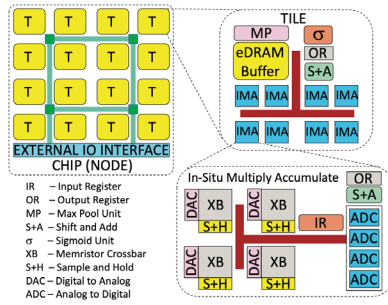 T T T T
T T T T
T T T T
T T T T
EXTERNAL IO INTERFACE
CHIP (NODE)
TILE
MP σ
eDRAM
Buffer
OR
S+A
IMA IMA IMA IMA
IMA IMA IMA IMA
IR – Input Register
OR – Output Register
MP – Max Pool Unit
S+A – Shift and Add
σ – Sigmoid Unit
XB – Memristor Crossbar
S+H – Sample and Hold
DAC – Digital to Analog
ADC – Analog to Digital
In-Situ Multiply Accumulate
OR
S+A
DAC XB DAC XB
S+H S+H
IR
DAC XB DAC XB
S+H S+H
ADC
ADC
ADC
ADC